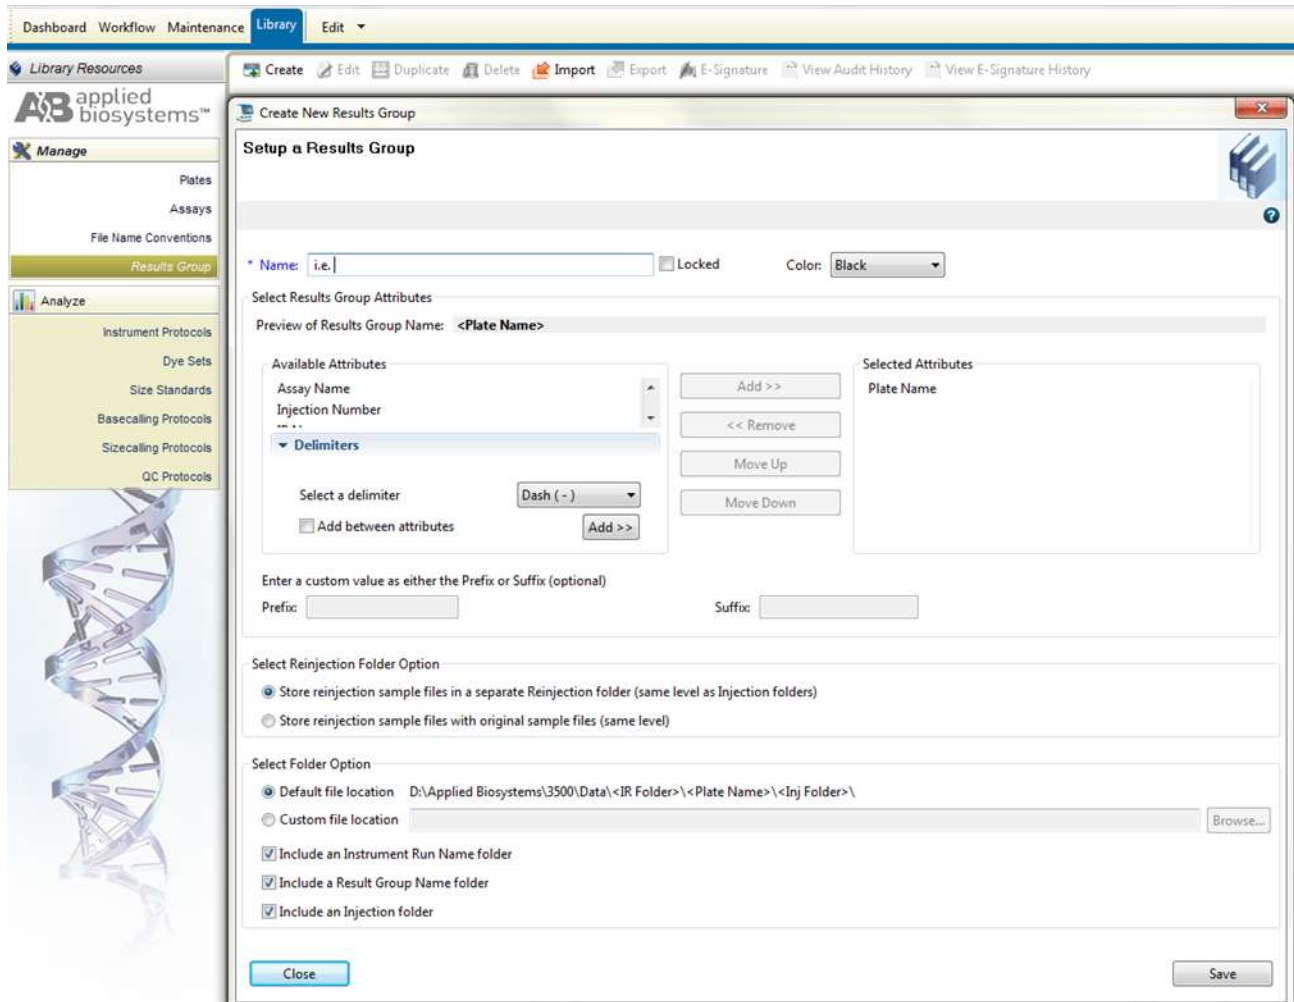 Dashboard Workflow Maintenance Library Edit
Library Resources
Create Edit Duplicate Delete Import Export E-Signature View Audit History View E-Signature History
AB applied biosystems™
Create New Results Group
Manage
Setup a Results Group
Plates
Assays
File Name Conventions
Results Group
* Name: i.e. Locked Color: Black
Analyze
Select Results Group Attributes
Instrument Protocols
Preview of Results Group Name: <Plate Name>
Dye Sets
Available Attributes Selected Attributes
Size Standards
Assay Name Add >> Plate Name
Injection Number
Basecalling Protocols
<< Remove
Delimiters
Sizecalling Protocols
Move Up
QC Protocols
Select a delimiter Dash ( - ) Move Down
Add between attributes Add >>
Enter a custom value as either the Prefix or Suffix (optional)
Prefix: Suffix:
Select Reinjection Folder Option
Store reinjection sample files in a separate Reinjection folder (same level as Injection folders)
Store reinjection sample files with original sample files (same level)
Select Folder Option
Default file location D:\Applied Biosystems\3500\Data\<IR Folder>\<Plate Name>\<Inj Folder>\
Custom file location Browse...
Include an Instrument Run Name folder
Include a Result Group Name folder
Include an Injection folder
Close Save